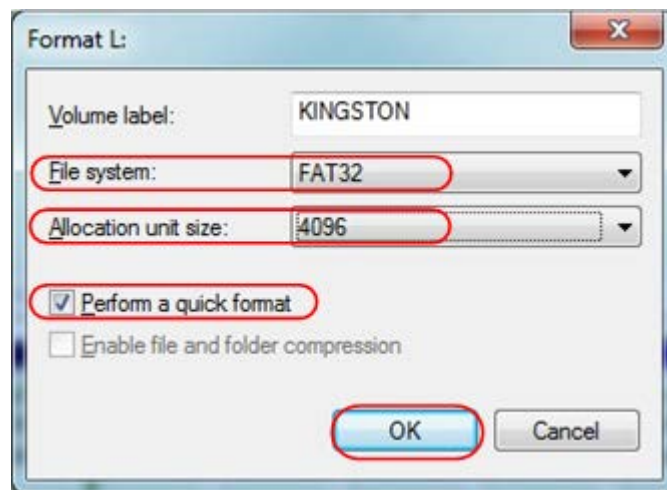 Format L:
Volume label: KINGSTON
File system: FAT32
Allocation unit size: 4096
Perform a quick format
Enable file and folder compression
OK Cancel